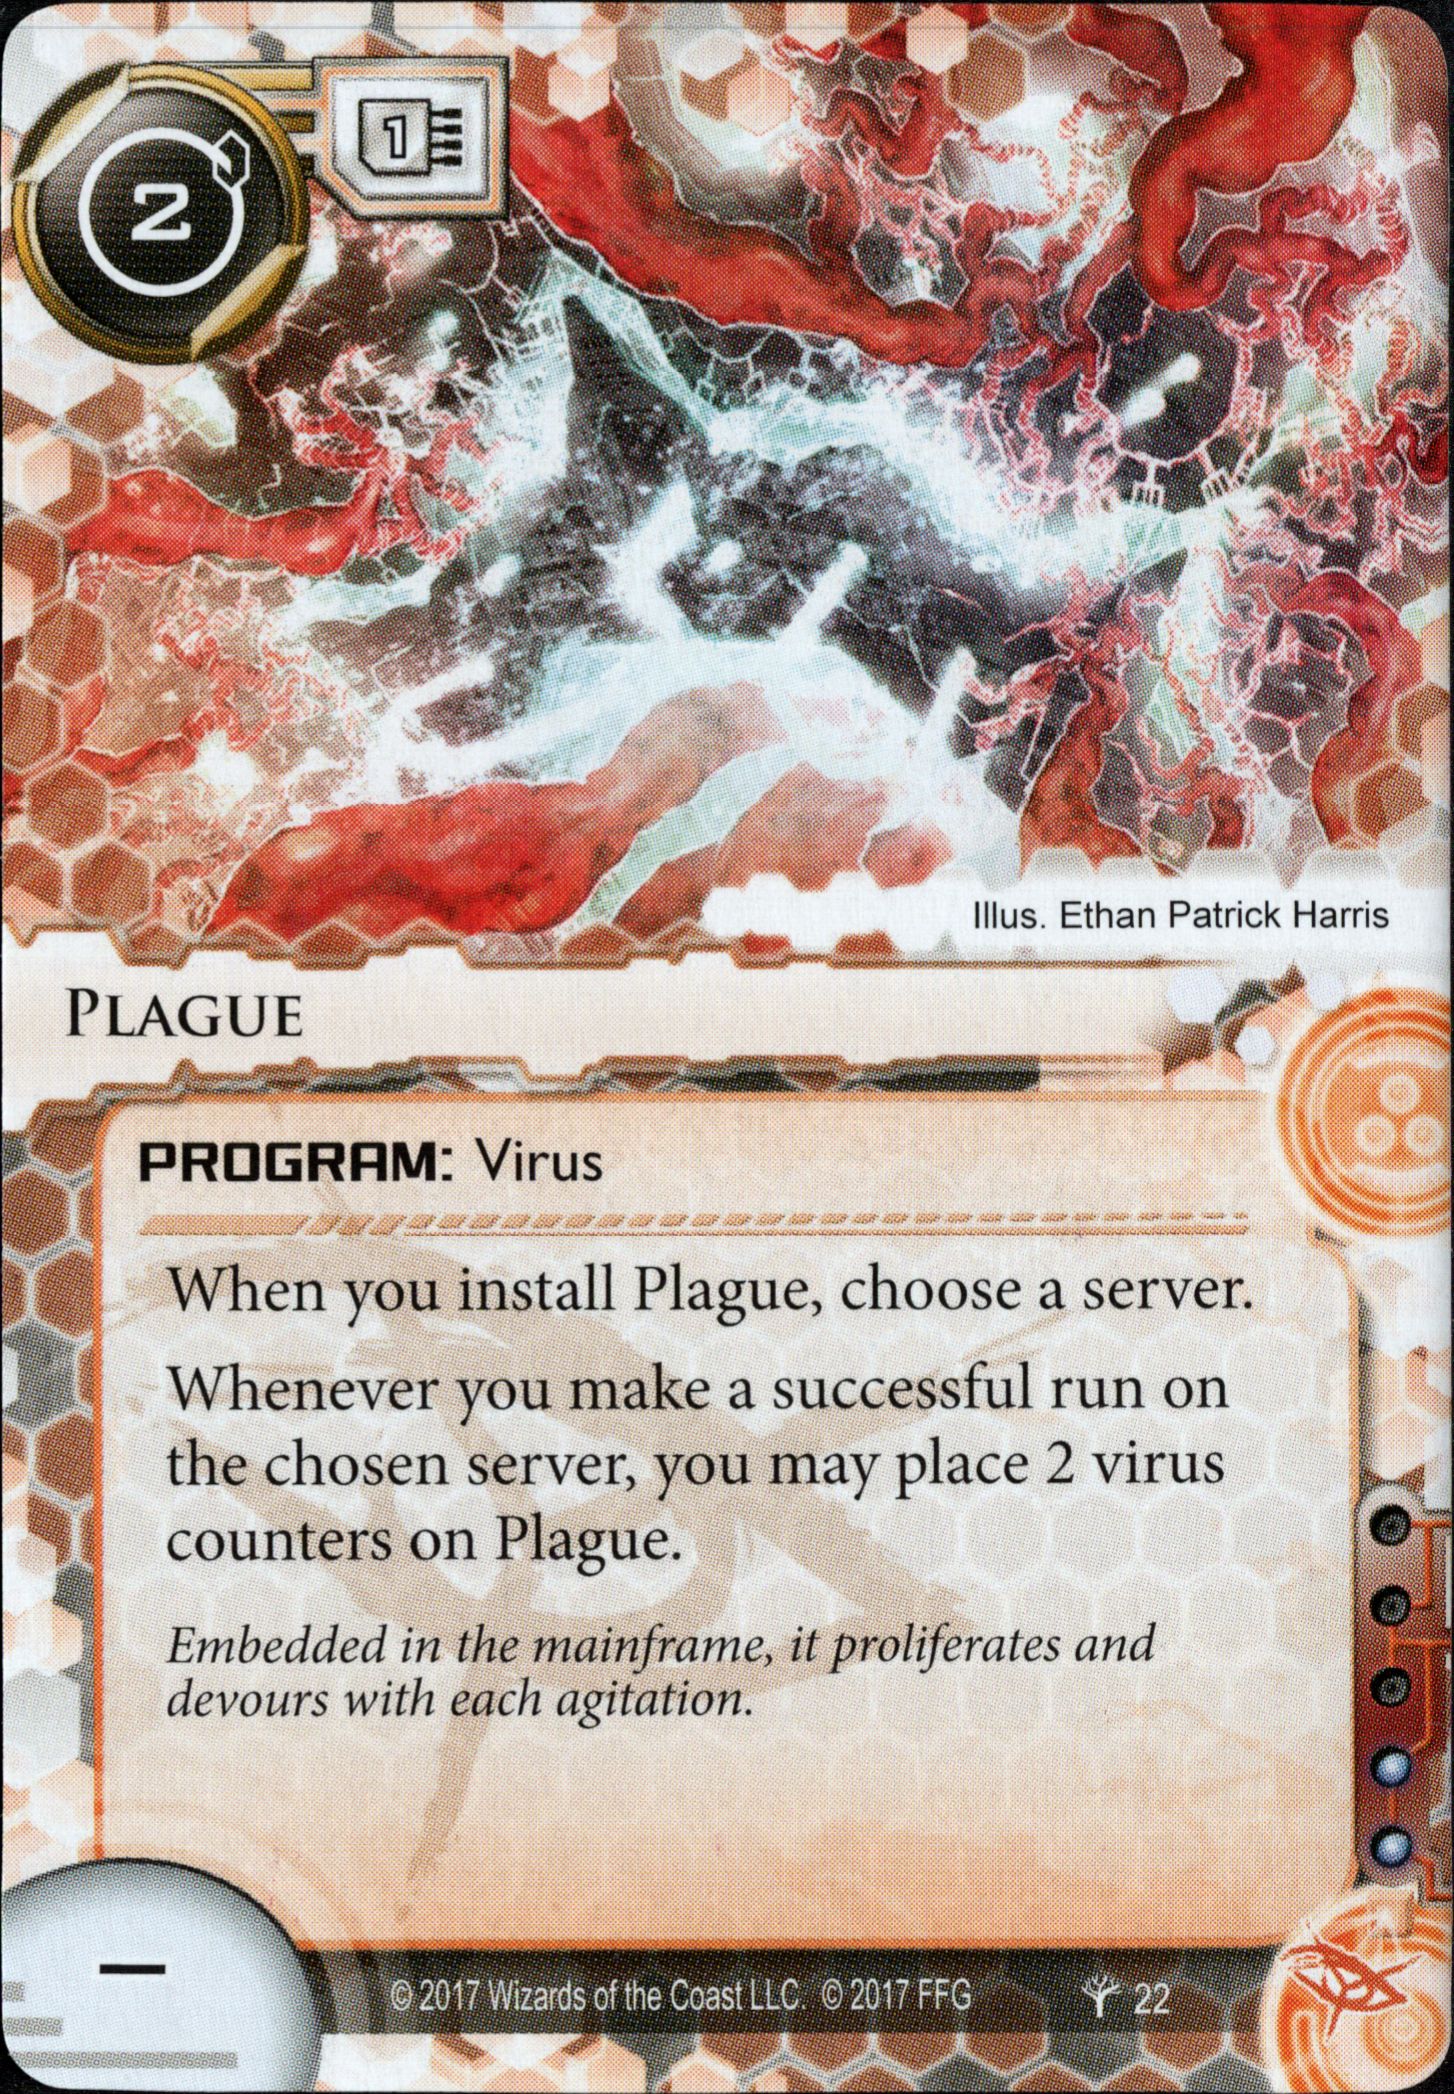 2
1
Illus. Ethan Patrick Harris
PLAGUE
PROGRAM: Virus
When you install Plague, choose a server.
Whenever you make a successful run on
the chosen server, you may place 2 virus
counters on Plague.
Embedded in the mainframe, it proliferates and
devours with each agitation.
–
© 2017 Wizards of the Coast LLC. © 2017 FFG 22